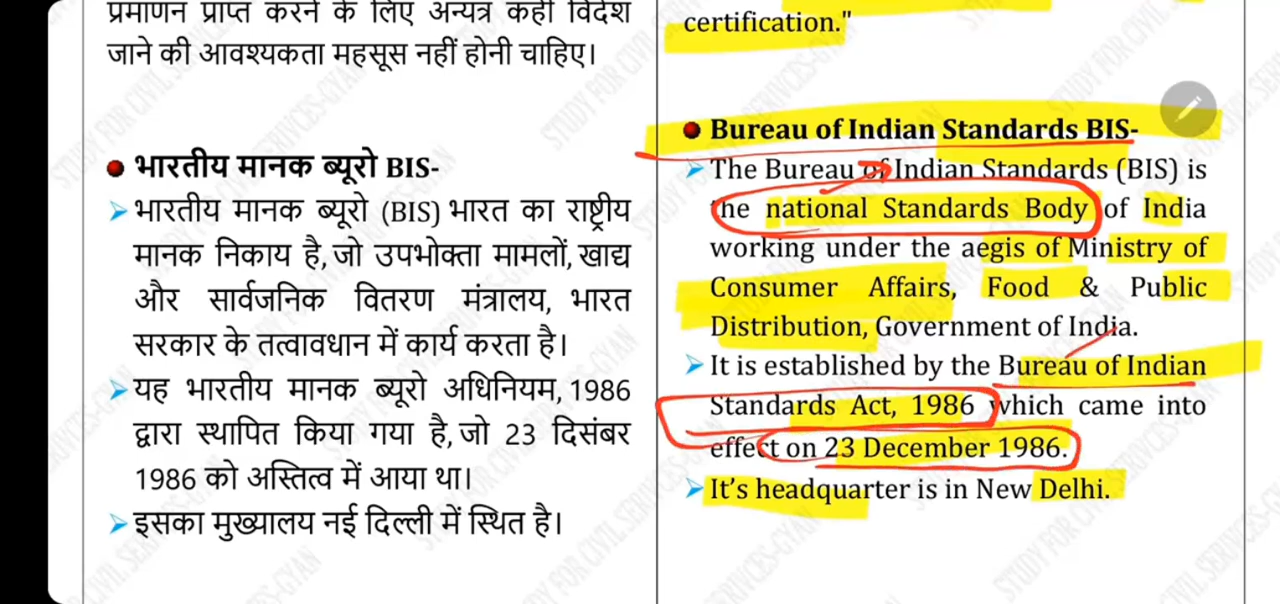 प्रमाणन प्राप्त करने के लिए अन्यत्र कहीं विदेश
जाने की आवश्यकता महसूस नहीं होनी चाहिए।
भारतीय मानक ब्यूरो BIS-
भारतीय मानक ब्यूरो (BIS) भारत का राष्ट्रीय
मानक निकाय है, जो उपभोक्ता मामलों, खाद्य
और सार्वजनिक वितरण मंत्रालय, भारत
सरकार के तत्वावधान में कार्य करता है।
यह भारतीय मानक ब्यूरो अधिनियम, 1986
द्वारा स्थापित किया गया है, जो 23 दिसंबर
1986 को अस्तित्व में आया था।
इसका मुख्यालय नई दिल्ली में स्थित है।
certification."
Bureau of Indian Standards BIS-
The Bureau of Indian Standards (BIS) is
the national Standards Body of India
working under the aegis of Ministry of
Consumer Affairs, Food & Public
Distribution, Government of India.
It is established by the Bureau of Indian
Standards Act, 1986 which came into
effect on 23 December 1986.
It's headquarter is in New Delhi.